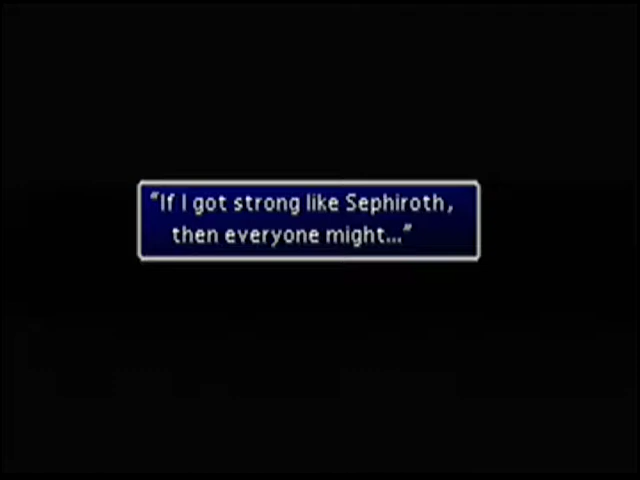 “If I got strong like Sephiroth,
then everyone might...”